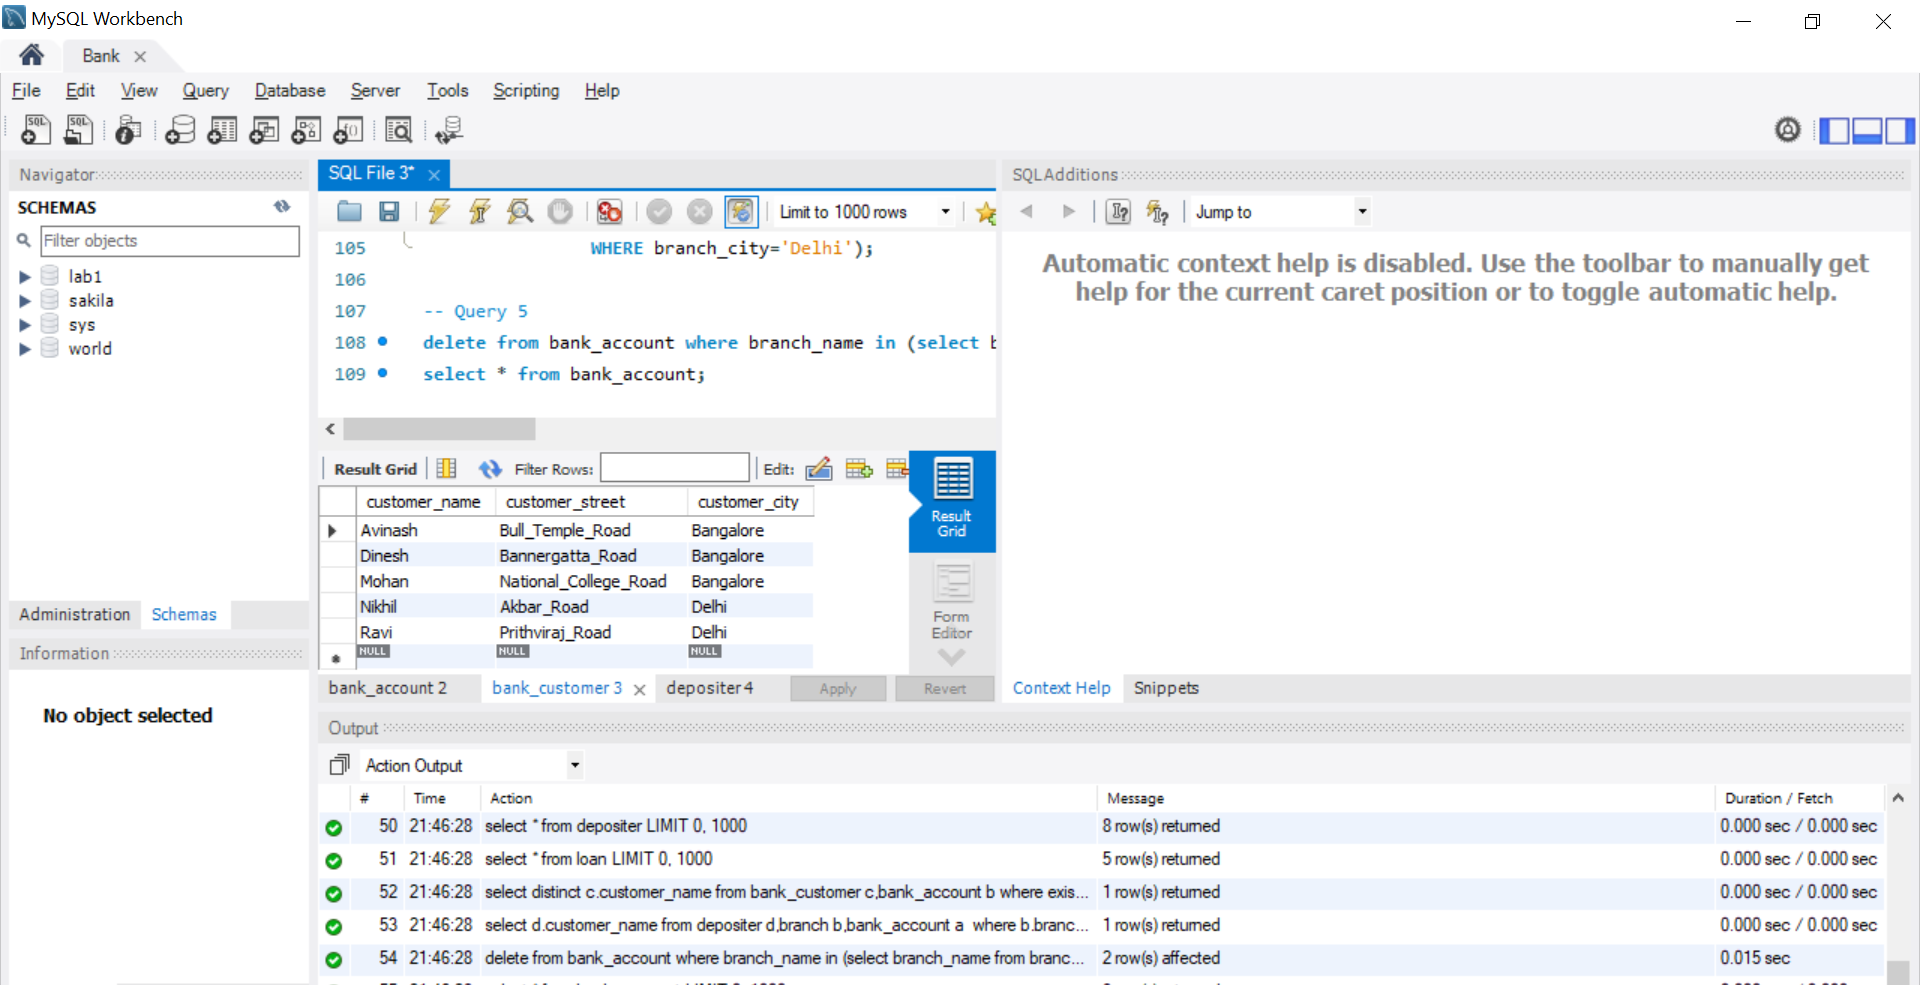 MySQL Workbench
Bank
File Edit View Query Database Server Tools Scripting Help
Navigator
SCHEMAS
Filter objects
lab1
sakila
sys
world
Administration Schemas
Information
No object selected
SQL File 3*
Limit to 1000 rows
105 WHERE branch_city='Delhi');
106
107 -- Query 5
108 delete from bank_account where branch_name in (select b
109 select * from bank_account;
Result Grid Filter Rows: Edit:
customer_name customer_street customer_city
Avinash Bull_Temple_Road Bangalore
Dinesh Bannergatta_Road Bangalore
Mohan National_College_Road Bangalore
Nikhil Akbar_Road Delhi
Ravi Prithviraj_Road Delhi
NULL NULL NULL
Result
Grid
Form
Editor
bank_account 2 bank_customer 3 depositer 4 Apply Revert
SQLAdditions
Jump to
Automatic context help is disabled. Use the toolbar to manually get
help for the current caret position or to toggle automatic help.
Context Help Snippets
Output
Action Output
# Time Action Message Duration / Fetch
50 21:46:28 select * from depositer LIMIT 0, 1000 8 row(s) returned 0.000 sec / 0.000 sec
51 21:46:28 select * from loan LIMIT 0, 1000 5 row(s) returned 0.000 sec / 0.000 sec
52 21:46:28 select distinct c.customer_name from bank_customer c,bank_account b where exis... 1 row(s) returned 0.000 sec / 0.000 sec
53 21:46:28 select d.customer_name from depositer d,branch b,bank_account a where b.branc... 1 row(s) returned 0.000 sec / 0.000 sec
54 21:46:28 delete from bank_account where branch_name in (select branch_name from branc... 2 row(s) affected 0.015 sec